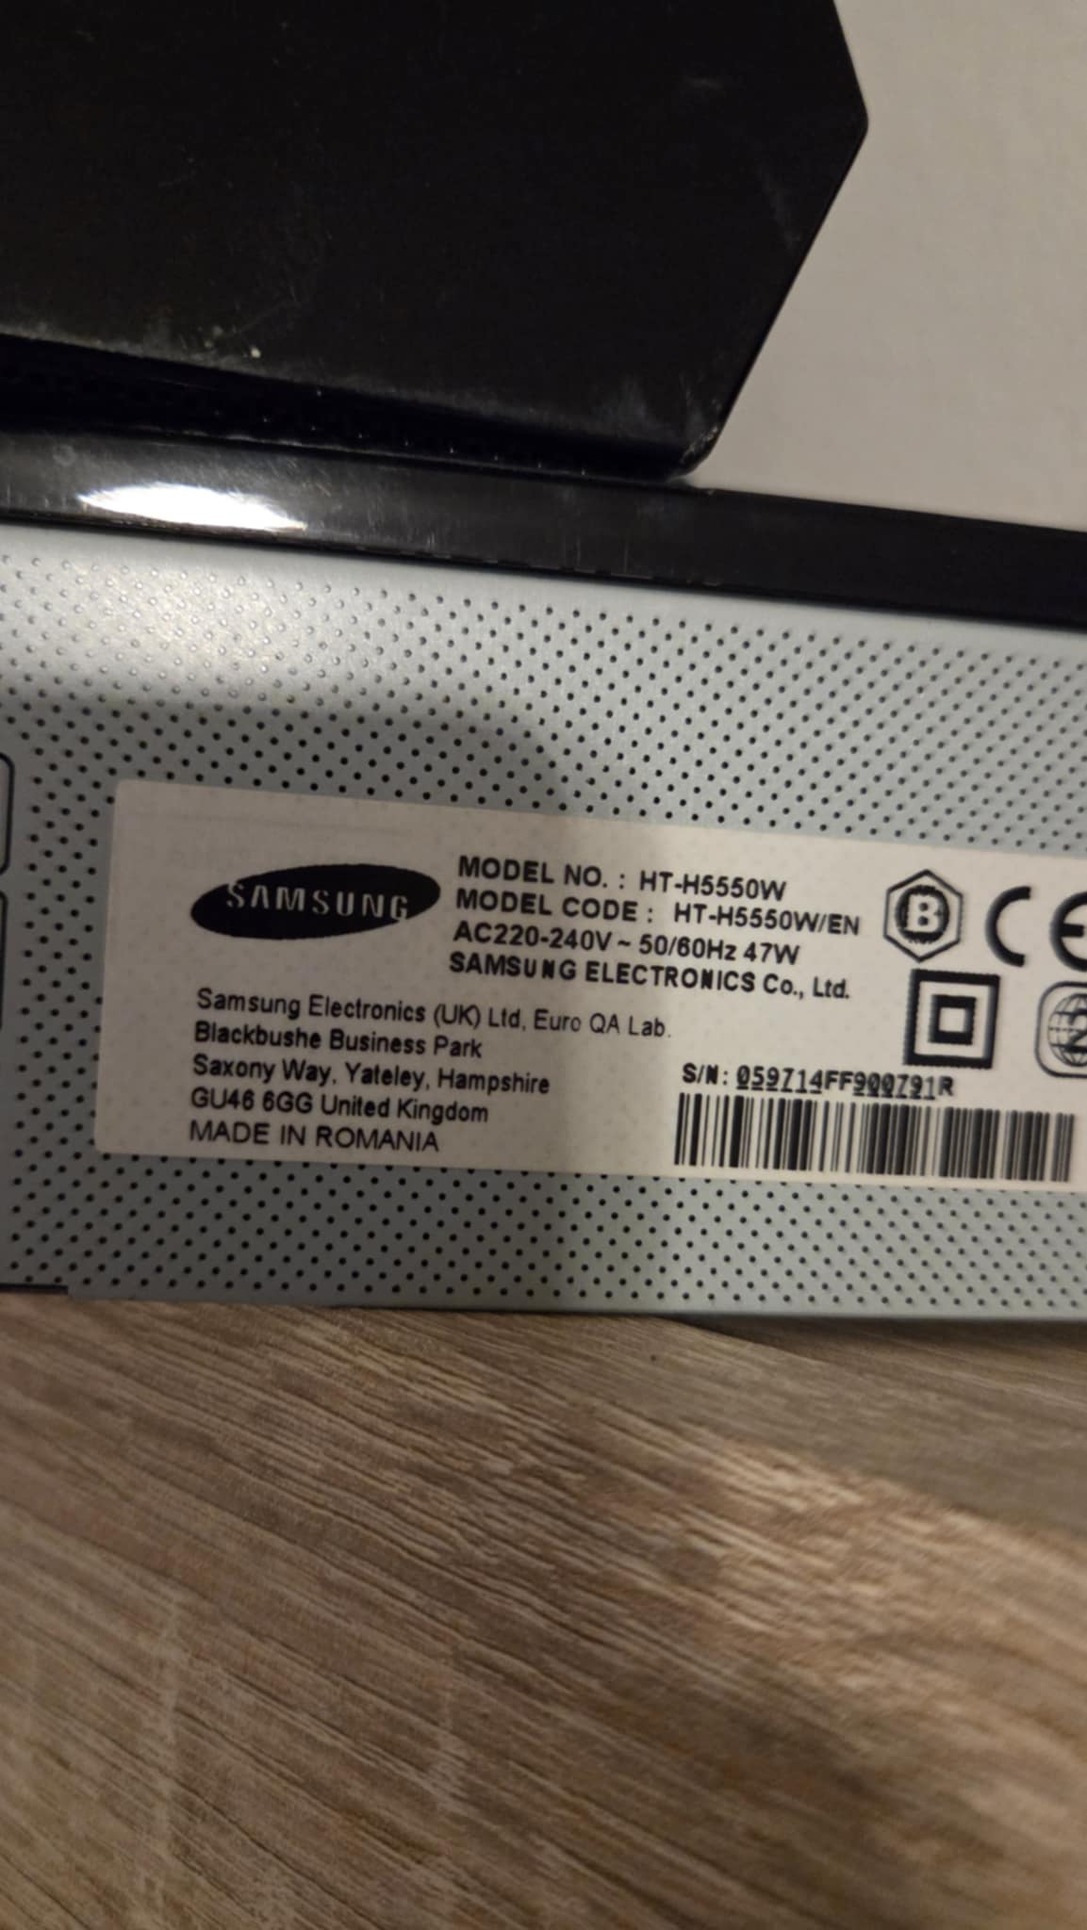 SAMSUNG
MODEL NO. : HT-H5550W
MODEL CODE : HT-H5550W/EN
AC220-240V ~ 50/60Hz 47W
SAMSUNG ELECTRONICS Co., Ltd.
Samsung Electronics (UK) Ltd, Euro QA Lab.
Blackbushe Business Park
Saxony Way, Yateley, Hampshire
GU46 6GG United Kingdom
MADE IN ROMANIA
B
CE
2
S/N: 059714FF900791R